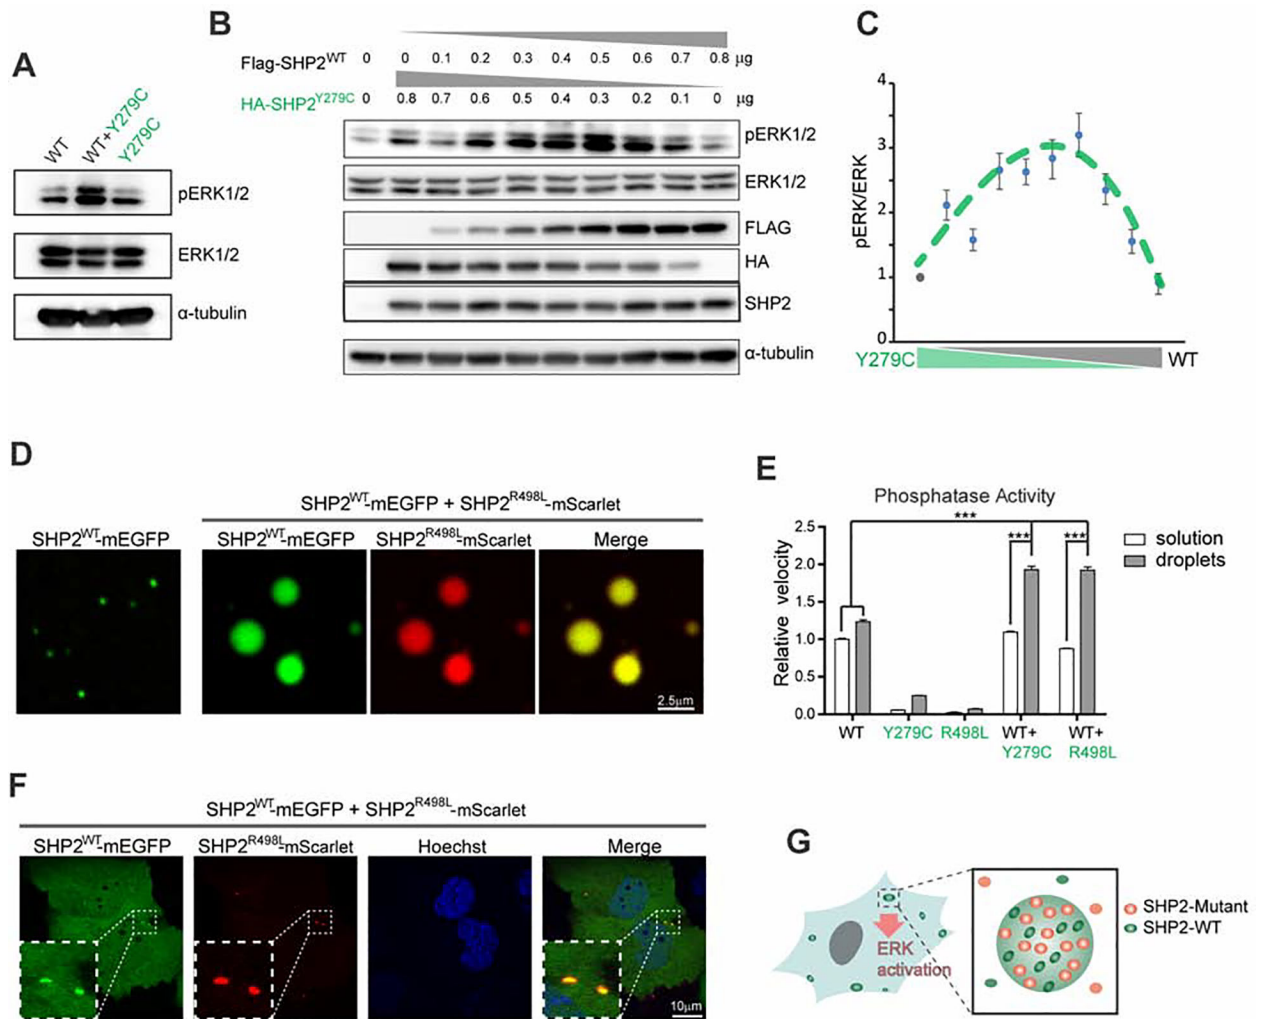 A
WT
WT+Y279C
Y279C
pERK1/2
ERK1/2
α-tubulin
B
Flag-SHP2WT 0 0 0.1 0.2 0.3 0.4 0.5 0.6 0.7 0.8 μg
HA-SHP2Y279C 0 0.8 0.7 0.6 0.5 0.4 0.3 0.2 0.1 0 μg
pERK1/2
ERK1/2
FLAG
HA
SHP2
α-tubulin
C
pERK/ERK
4
3
2
1
0
Y279C WT
D
SHP2WT-mEGFP + SHP2R498L-mScarlet
SHP2WT-mEGFP SHP2WT-mEGFP SHP2R498L-mScarlet Merge
2.5μm
E
Phosphatase Activity
Relative velocity
2.5
2.0
1.5
1.0
0.5
0.0
***
*** ***
solution
droplets
WT Y279C R498L WT+ WT+
Y279C R498L
F
SHP2WT-mEGFP + SHP2R498L-mScarlet
SHP2WT-mEGFP SHP2R498L-mScarlet Hoechst Merge
10μm
G
ERK
activation
SHP2-Mutant
SHP2-WT